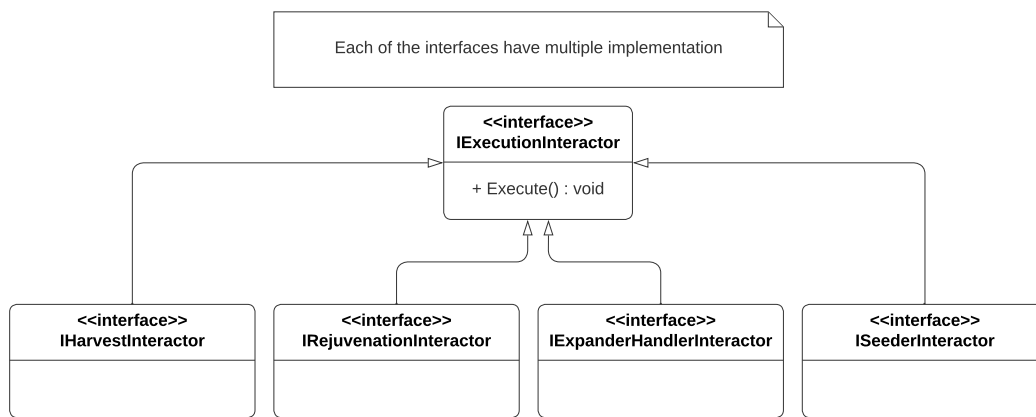 Each of the interfaces have multiple implementation
<<interface>>
IExecutionInteractor
+ Execute() : void
<<interface>>
IHarvestInteractor
<<interface>>
IRejuvenationInteractor
<<interface>>
IExpanderHandlerInteractor
<<interface>>
ISeederInteractor